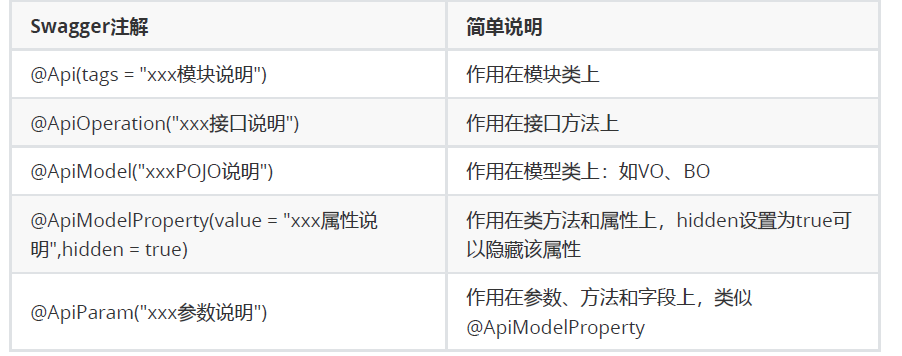 Swagger注解
简单说明
@Api(tags = "xxx模块说明")
作用在模块类上
@ApiOperation("xxx接口说明")
作用在接口方法上
@ApiModel("xxxPOJO说明")
作用在模型类上：如VO、BO
@ApiModelProperty(value = "xxx属性说
明",hidden = true)
作用在类方法和属性上，hidden设置为true可
以隐藏该属性
@ApiParam("xxx参数说明")
作用在参数、方法和字段上，类似
@ApiModelProperty